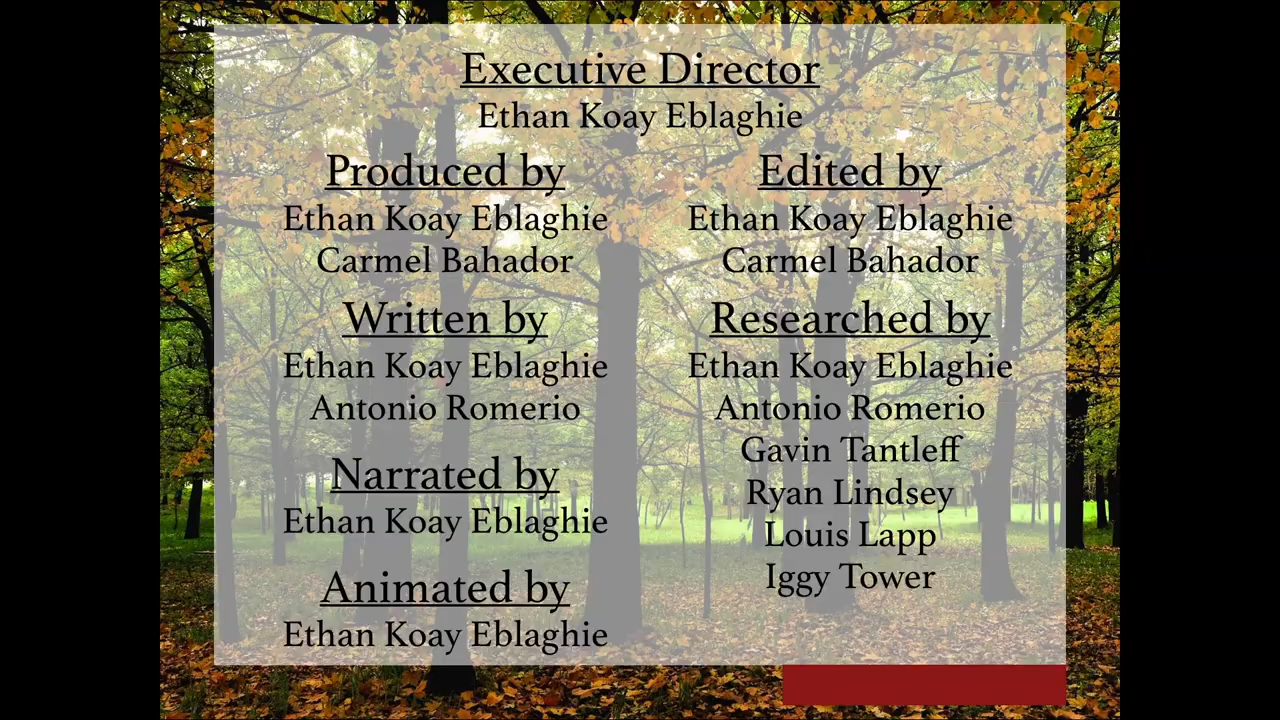 Executive Director
Ethan Koay Eblaghie
Produced by
Ethan Koay Eblaghie
Carmel Bahador
Written by
Ethan Koay Eblaghie
Antonio Romerio
Narrated by
Ethan Koay Eblaghie
Animated by
Ethan Koay Eblaghie
Edited by
Ethan Koay Eblaghie
Carmel Bahador
Researched by
Ethan Koay Eblaghie
Antonio Romerio
Gavin Tantleff
Ryan Lindsey
Louis Lapp
Iggy Tower